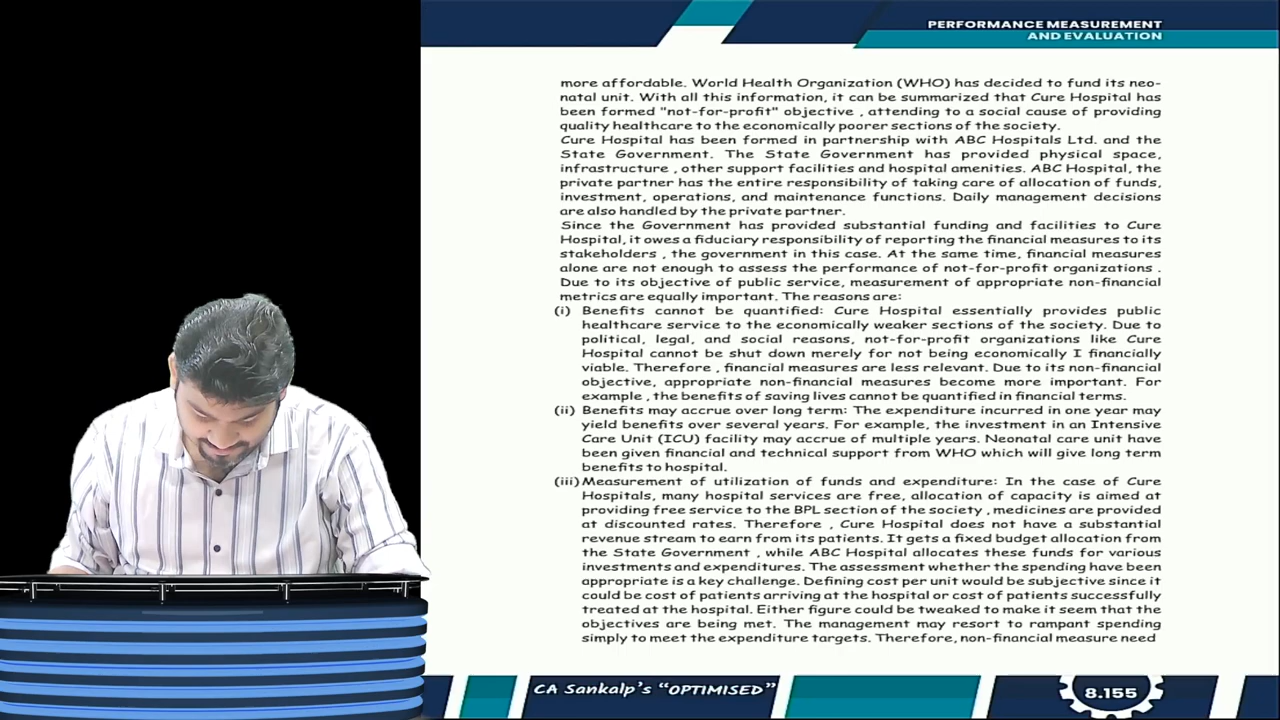 PERFORMANCE MEASUREMENT
AND EVALUATION
more affordable. World Health Organization (WHO) has decided to fund its neo-
natal unit. With all this information, it can be summarized that Cure Hospital has
been formed "not-for-profit" objective , attending to a social cause of providing
quality healthcare to the economically poorer sections of the society.
Cure Hospital has been formed in partnership with ABC Hospitals Ltd. and the
State Government. The State Government has provided physical space,
infrastructure , other support facilities and hospital amenities. ABC Hospital, the
private partner has the entire responsibility of taking care of allocation of funds,
investment, operations, and maintenance functions. Daily management decisions
are also handled by the private partner.
Since the Government has provided substantial funding and facilities to Cure
Hospital, it owes a fiduciary responsibility of reporting the financial measures to its
stakeholders , the government in this case. At the same time, financial measures
alone are not enough to assess the performance of not-for-profit organizations .
Due to its objective of public service, measurement of appropriate non-financial
metrics are equally important. The reasons are:
(i) Benefits cannot be quantified: Cure Hospital essentially provides public
healthcare service to the economically weaker sections of the society. Due to
political, legal, and social reasons, not-for-profit organizations like Cure
Hospital cannot be shut down merely for not being economically I financially
viable. Therefore , financial measures are less relevant. Due to its non-financial
objective, appropriate non-financial measures become more important. For
example , the benefits of saving lives cannot be quantified in financial terms.
(ii) Benefits may accrue over long term: The expenditure incurred in one year may
yield benefits over several years. For example, the investment in an Intensive
Care Unit (ICU) facility may accrue of multiple years. Neonatal care unit have
been given financial and technical support from WHO which will give long term
benefits to hospital.
(iii) Measurement of utilization of funds and expenditure: In the case of Cure
Hospitals, many hospital services are free, allocation of capacity is aimed at
providing free service to the BPL section of the society , medicines are provided
at discounted rates. Therefore , Cure Hospital does not have a substantial
revenue stream to earn from its patients. It gets a fixed budget allocation from
the State Government , while ABC Hospital allocates these funds for various
investments and expenditures. The assessment whether the spending have been
appropriate is a key challenge. Defining cost per unit would be subjective since it
could be cost of patients arriving at the hospital or cost of patients successfully
treated at the hospital. Either figure could be tweaked to make it seem that the
objectives are being met. The management may resort to rampant spending
simply to meet the expenditure targets. Therefore, non-financial measure need
CA Sankalp's "OPTIMISED"
8.155